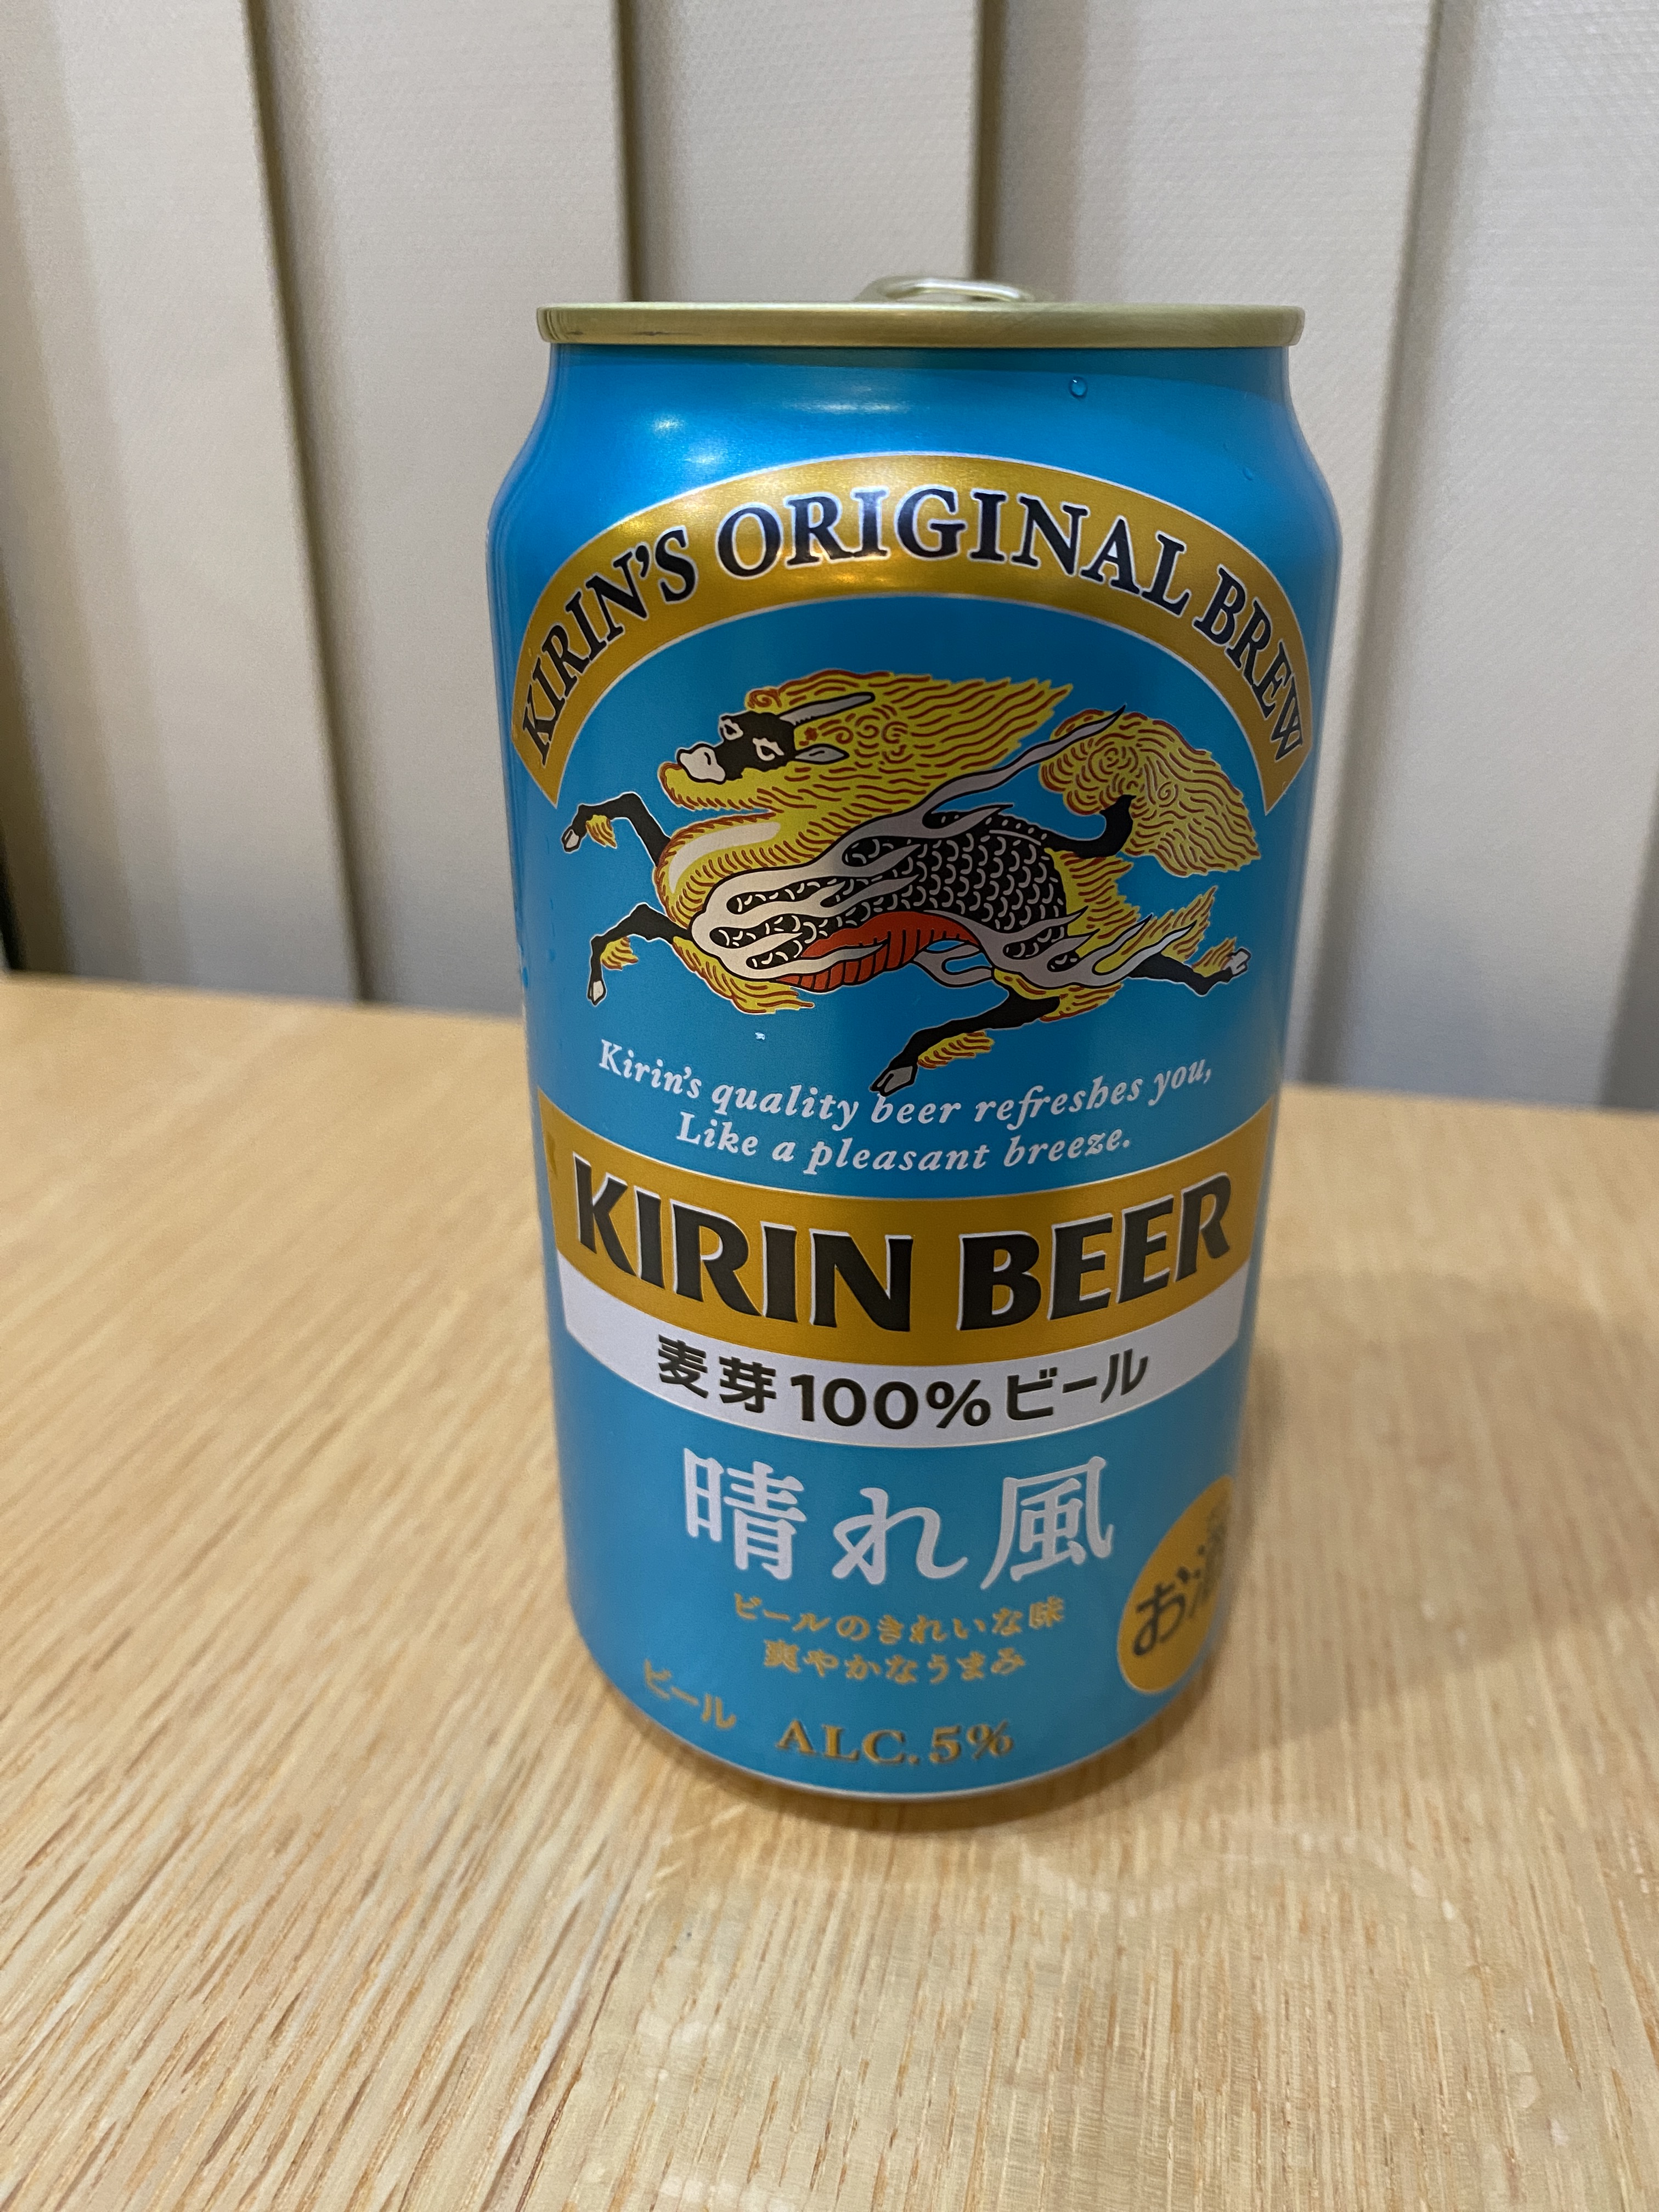 KIRIN'S ORIGINAL BREW
Kirin's quality beer refreshes you,
Like a pleasant breeze.
KIRIN BEER
麦芽100%ビール
晴れ風
ビールのきれいな味
爽やかなうまみ
ビール
ALC.5%